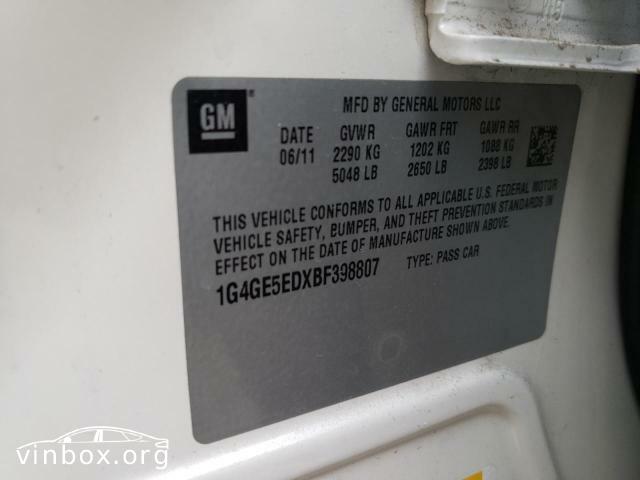 GM
MFD BY GENERAL MOTORS LLC
DATE GVWR GAWR FRT GAWR RR
06/11 2290 KG 1202 KG 1088 KG
5048 LB 2650 LB 2398 LB
THIS VEHICLE CONFORMS TO ALL APPLICABLE U.S. FEDERAL MOTOR
VEHICLE SAFETY, BUMPER, AND THEFT PREVENTION STANDARDS IN
EFFECT ON THE DATE OF MANUFACTURE SHOWN ABOVE.
1G4GE5EDXBF398807 TYPE: PASS CAR
vinbox.org